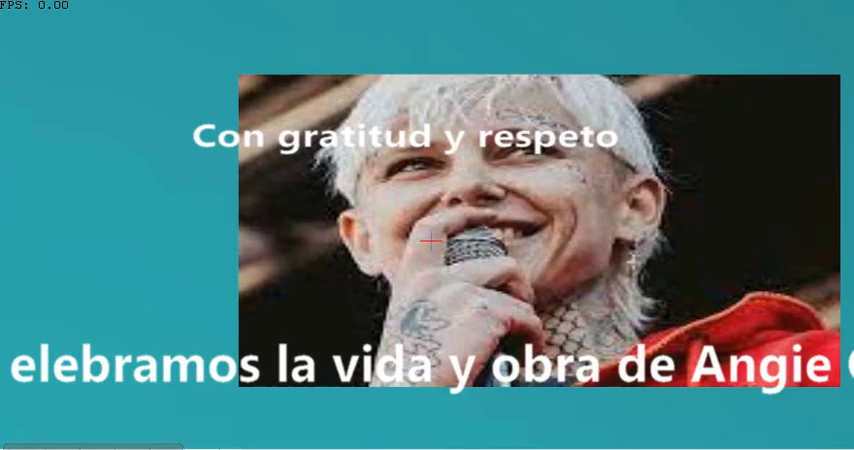 FPS: 0.00
Con gratitud y respeto
elebramos la vida y obra de Angie